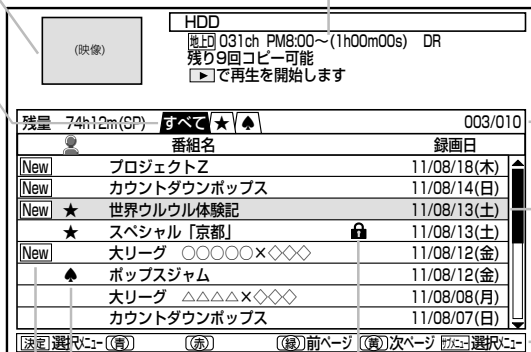 HDD
(映像)
地上D 031ch PM8:00～(1h00m00s) DR
残り9回コピー可能
▶で再生を開始します
残量 74h12m(SP) すべて ★ ♠ 003/010
番組名 録画日
New プロジェクトZ 11/08/18(木)
New カウントダウンポップス 11/08/14(日)
New ★ 世界ウルウル体験記 11/08/13(土)
★ スペシャル「京都」 11/08/13(土)
New 大リーグ ○○○○○×◇◇◇ 11/08/12(金)
♠ ポップスジャム 11/08/12(金)
大リーグ △△△△×◇◇◇ 11/08/08(月)
カウントダウンポップス 11/08/07(日)
決定 選択メニュー (青) (赤) (緑)前ページ (黄)次ページ サブメニュー 選択メニュー